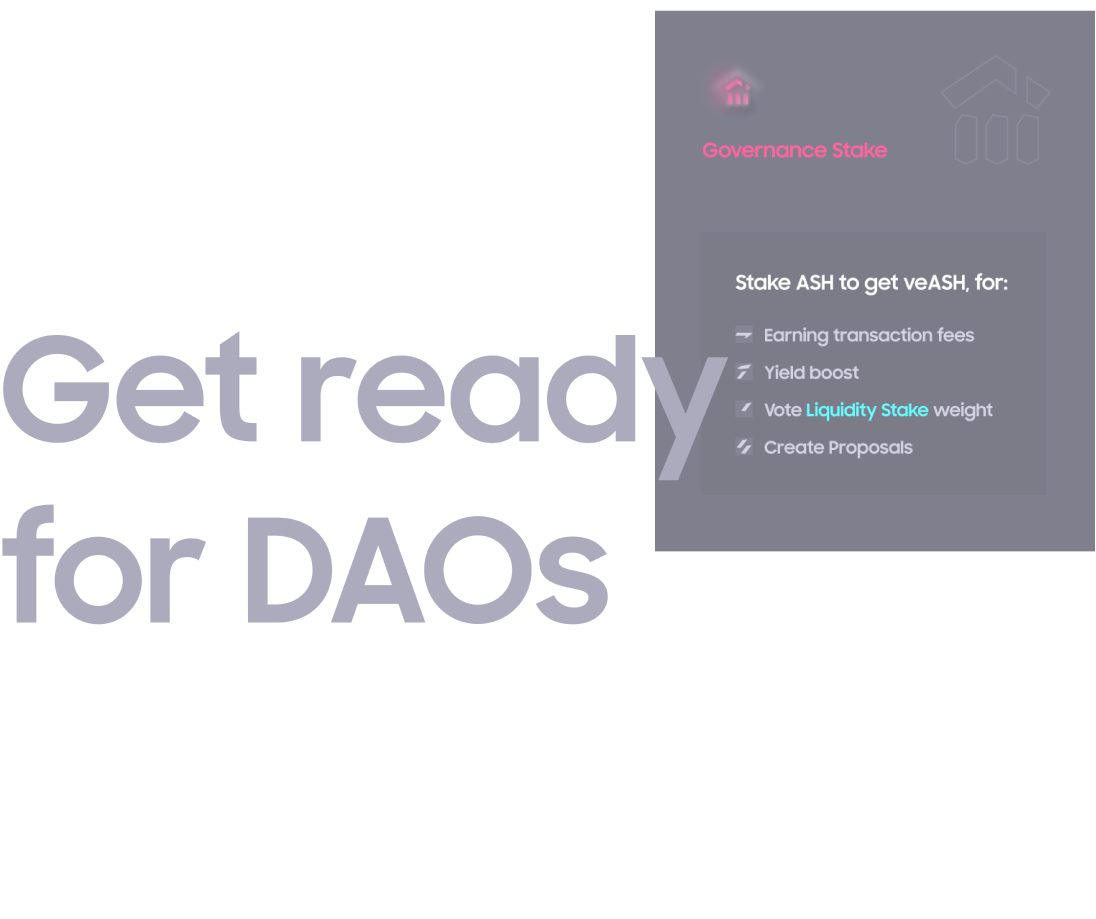 Get ready
for DAOs
Governance Stake
Stake ASH to get veASH, for:
Earning transaction fees
Yield boost
Vote Liquidity Stake weight
Create Proposals